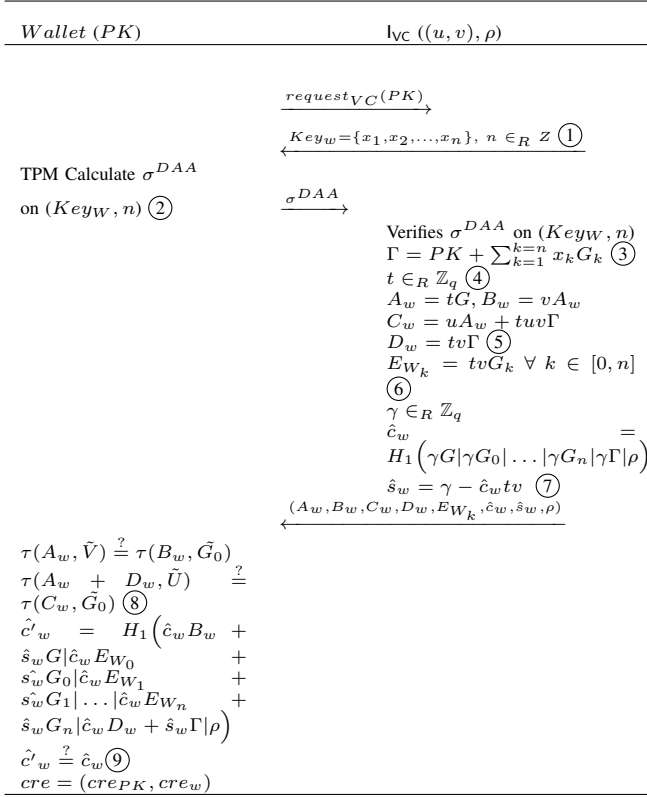 Wallet (PK)    I_VC ((u, v), ρ)
request_VC(PK)
Key_w={x_1,x_2,...,x_n}, n ∈_R Z ①
TPM Calculate σ^DAA
on (Key_W, n) ②    σ^DAA
Verifies σ^DAA on (Key_W, n)
Γ = PK + ∑_{k=1}^{k=n} x_k G_k ③
t ∈_R ℤ_q ④
A_w = tG, B_w = vA_w
C_w = uA_w + tuvΓ
D_w = tvΓ ⑤
E_{W_k} = tvG_k ∀ k ∈ [0, n]
⑥
γ ∈_R ℤ_q
ĉ_w =
H_1(γG|γG_0| . . . |γG_n|γΓ|ρ)
ŝ_w = γ − ĉ_w tv ⑦
(A_w,B_w,C_w,D_w,E_{W_k},ĉ_w,ŝ_w,ρ)
τ(A_w, Ṽ) ≟ τ(B_w, G̃_0)
τ(A_w + D_w, Ũ) ≟
τ(C_w, G̃_0) ⑧
ĉ'_w = H_1(ĉ_w B_w +
ŝ_w G|ĉ_w E_{W_0} +
ŝ_w G_0|ĉ_w E_{W_1} +
ŝ_w G_1| . . . |ĉ_w E_{W_n} +
ŝ_w G_n|ĉ_w D_w + ŝ_w Γ|ρ)
ĉ'_w ≟ ĉ_w ⑨
cre = (cre_PK, cre_w)